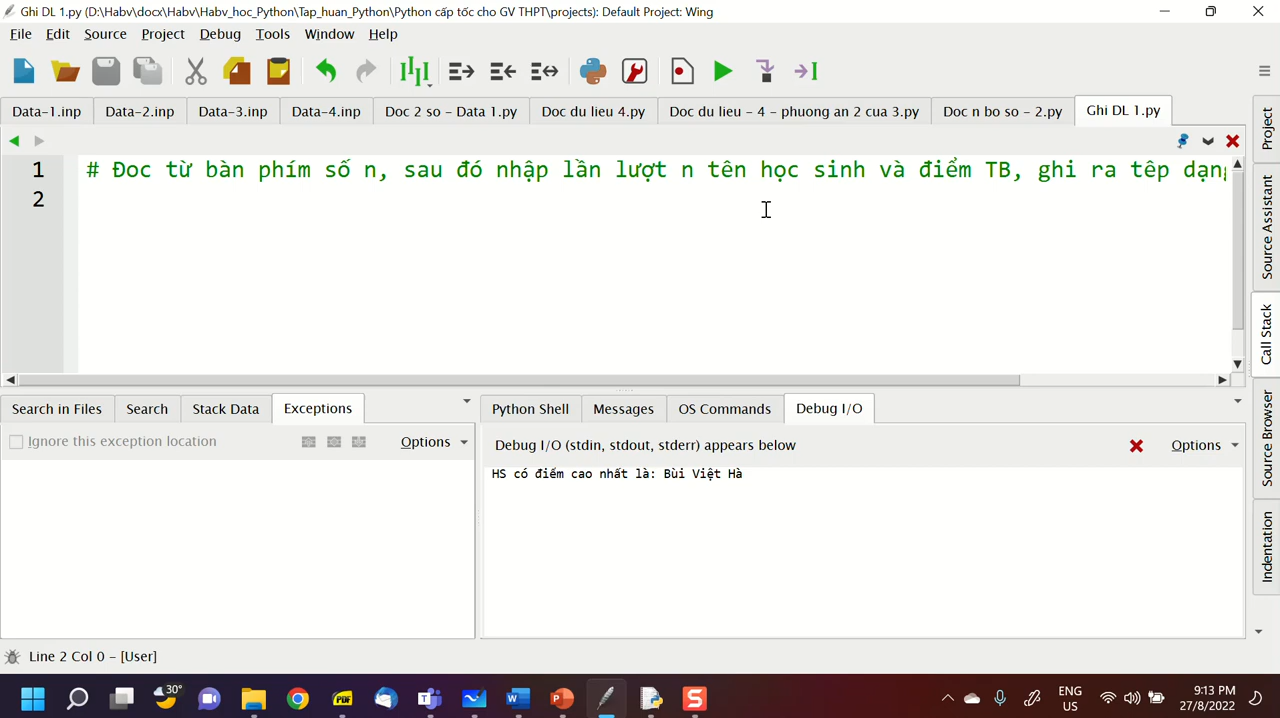 Ghi DL 1.py (D:\Habv\docx\Habv\Habv_hoc_Python\Tap_huan_Python\Python cấp tốc cho GV THPT\projects): Default Project: Wing
File Edit Source Project Debug Tools Window Help
Data-1.inp Data-2.inp Data-3.inp Data-4.inp Doc 2 so - Data 1.py Doc du lieu 4.py Doc du lieu - 4 - phuong an 2 cua 3.py Doc n bo so - 2.py Ghi DL 1.py
1 # Đoc từ bàn phím số n, sau đó nhập lần lượt n tên học sinh và điểm TB, ghi ra têp dạng
2
Project
Source Assistant
Call Stack
Source Browser
Indentation
Search in Files Search Stack Data Exceptions
Ignore this exception location Options
Python Shell Messages OS Commands Debug I/O
Debug I/O (stdin, stdout, stderr) appears below Options
HS có điểm cao nhất là: Bùi Việt Hà
Line 2 Col 0 - [User]
30°
PDF
ENG
US
9:13 PM
27/8/2022